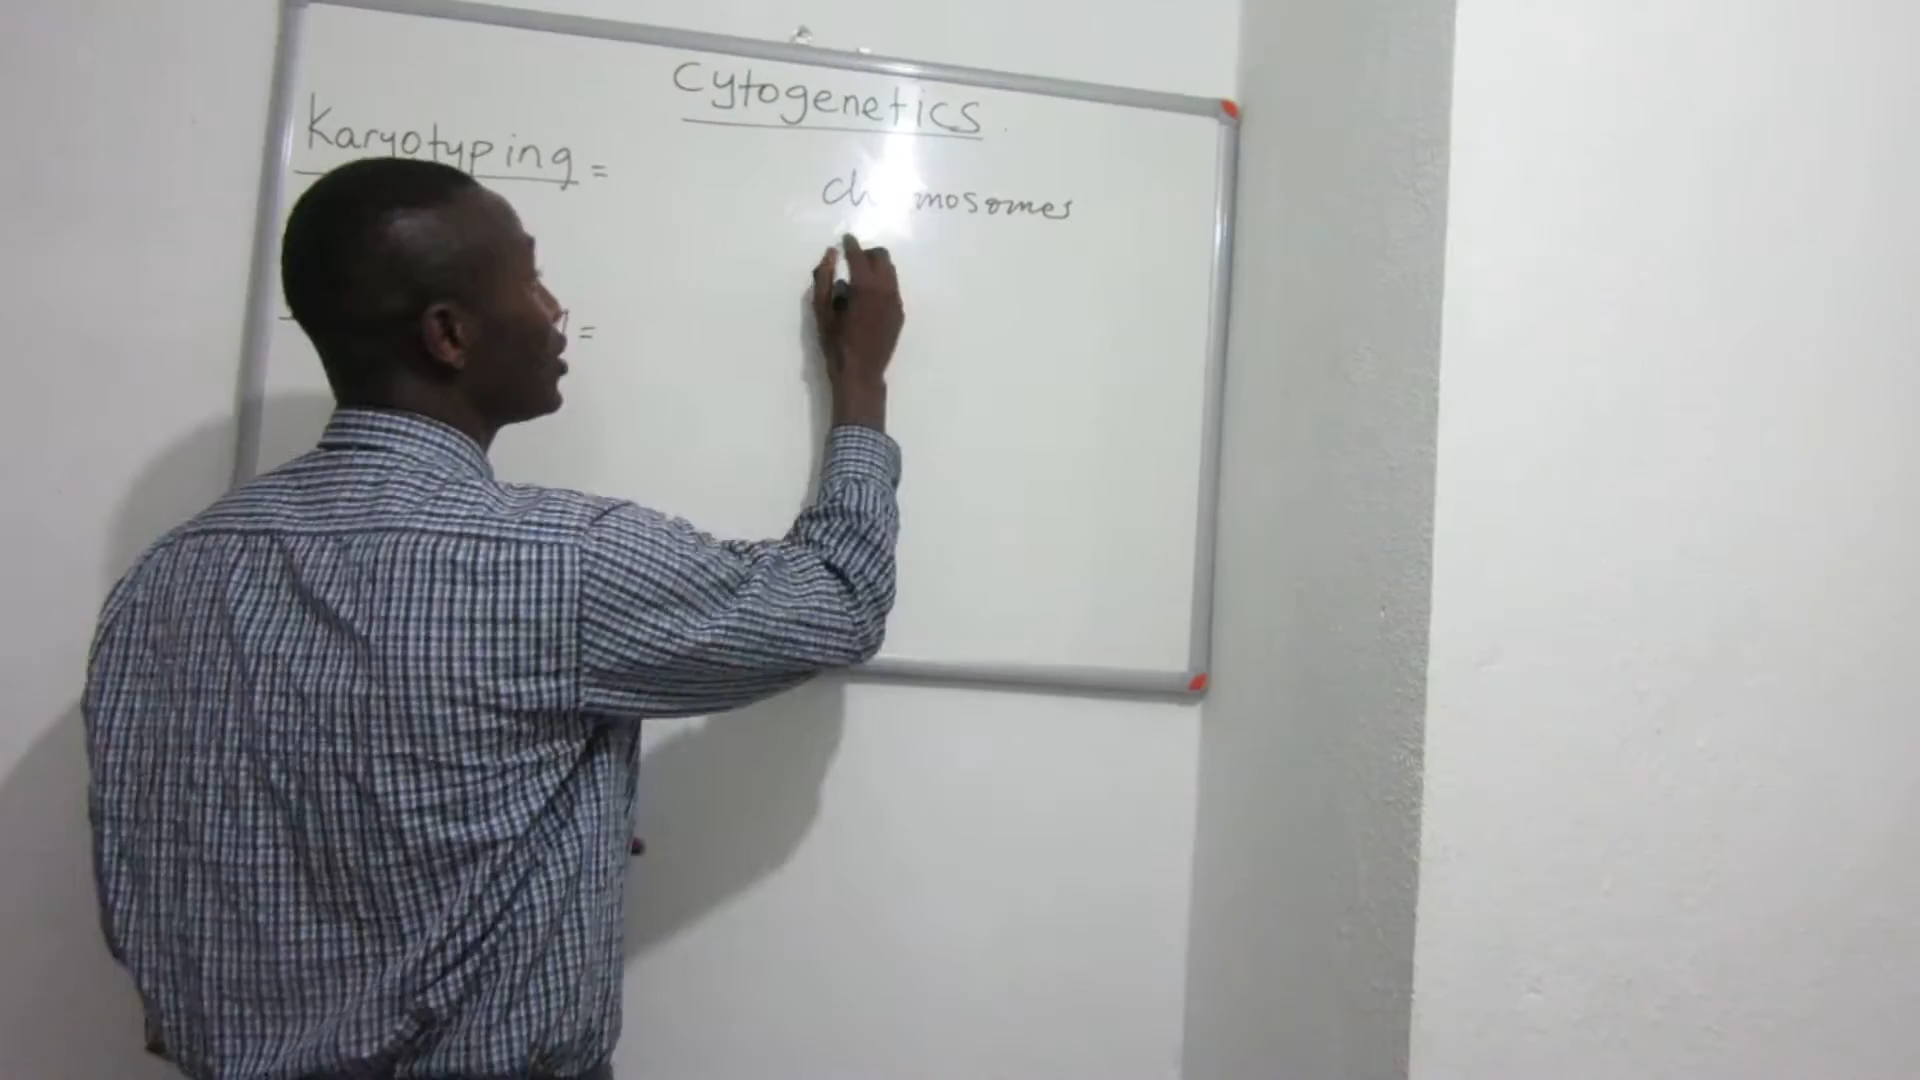 Cytogenetics
Karyotyping =
chromosomes
=